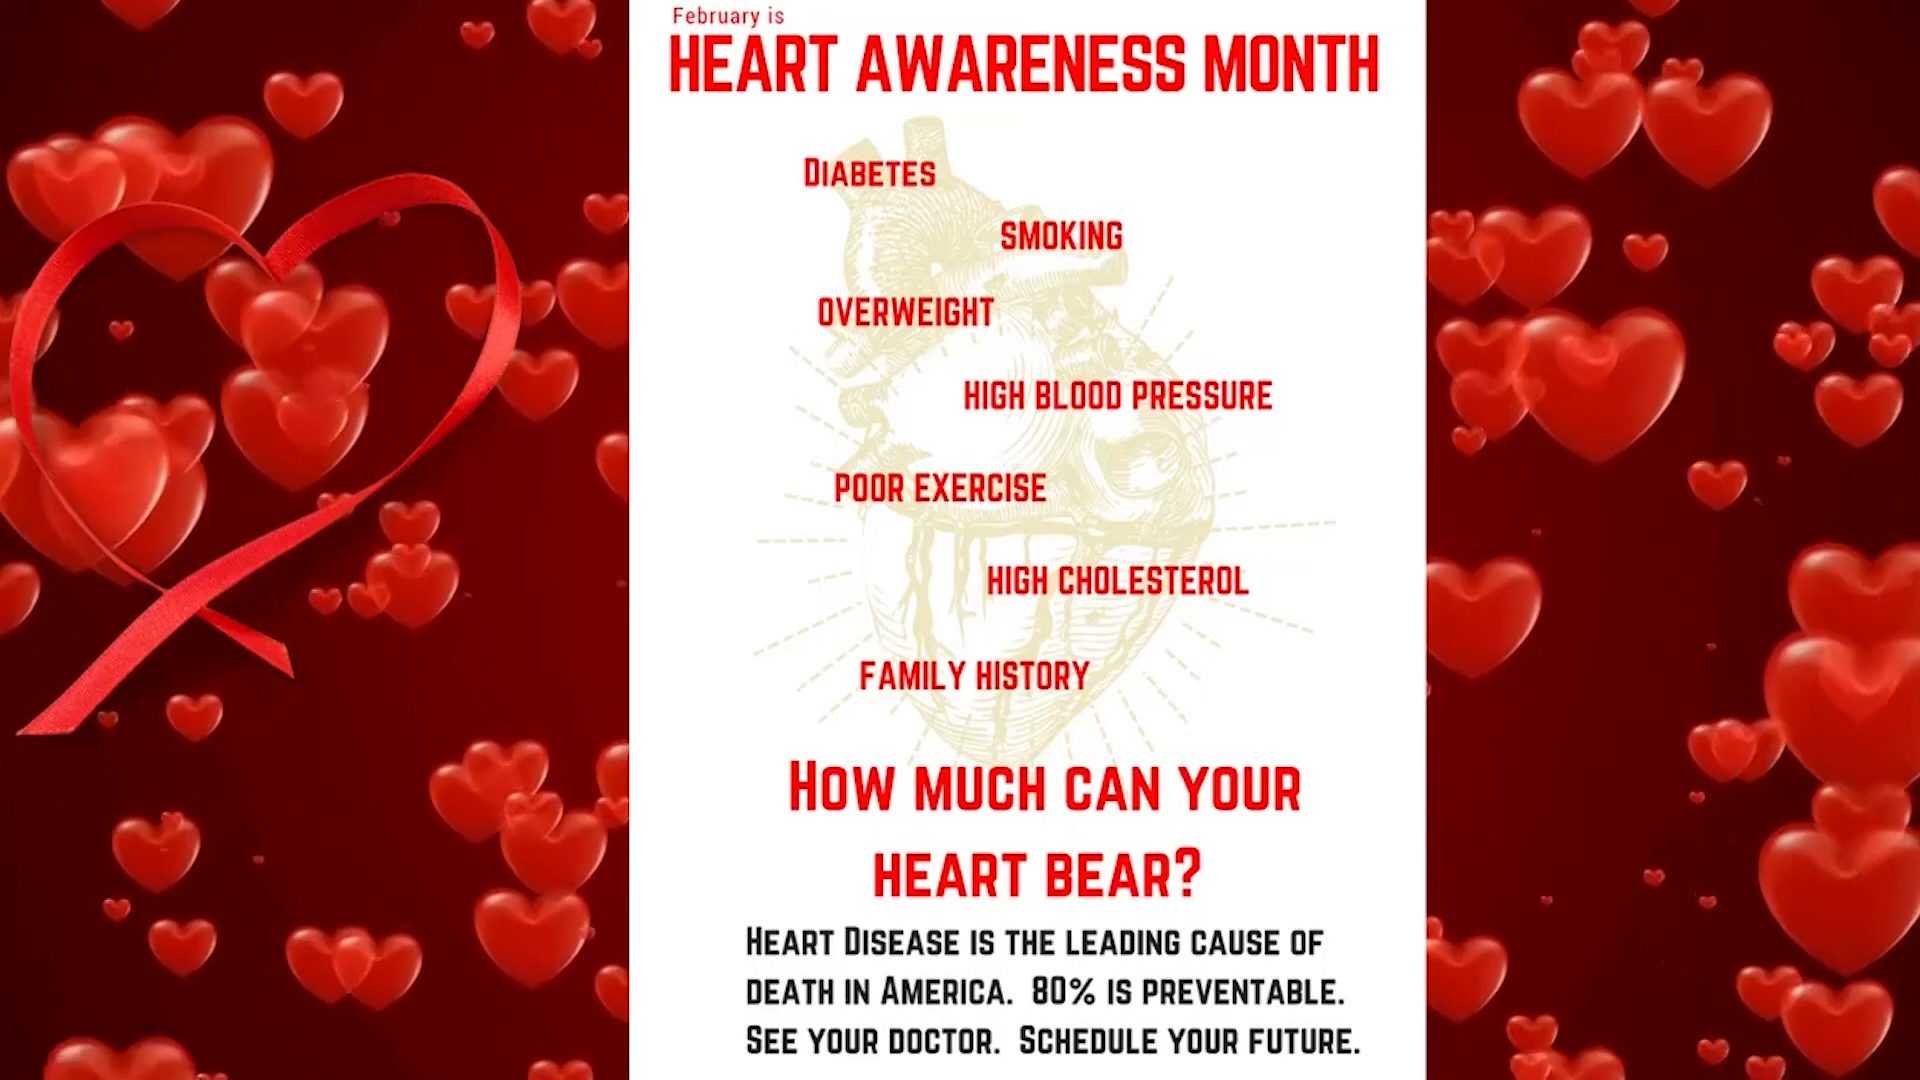 February is
HEART AWARENESS MONTH
DIABETES
SMOKING
OVERWEIGHT
HIGH BLOOD PRESSURE
POOR EXERCISE
HIGH CHOLESTEROL
FAMILY HISTORY
HOW MUCH CAN YOUR
HEART BEAR?
HEART DISEASE IS THE LEADING CAUSE OF
DEATH IN AMERICA. 80% IS PREVENTABLE.
SEE YOUR DOCTOR. SCHEDULE YOUR FUTURE.